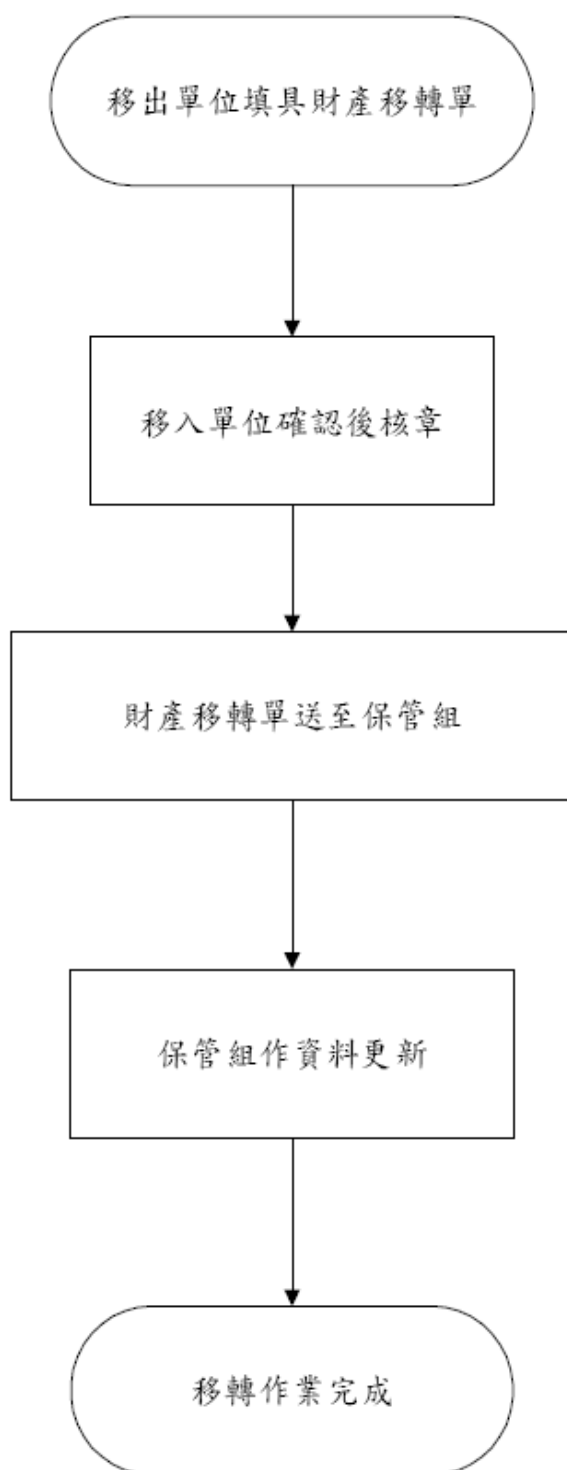 移出單位填具財產移轉單
移入單位確認後核章
財產移轉單送至保管組
保管組作資料更新
移轉作業完成